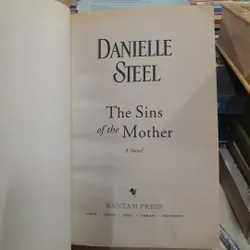 DANIELLE
STEEL
The Sins
of the Mother
A Novel
BANTAM PRESS